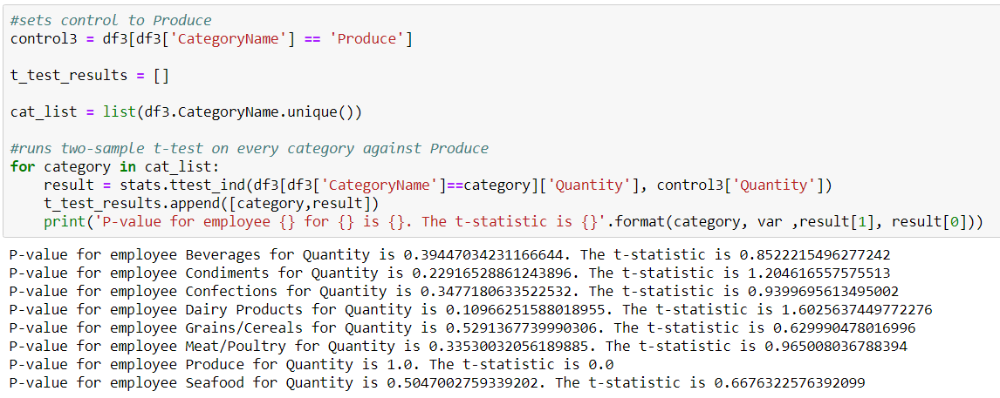 #sets control to Produce
control3 = df3[df3['CategoryName'] == 'Produce']
t_test_results = []
cat_list = list(df3.CategoryName.unique())
#runs two-sample t-test on every category against Produce
for category in cat_list:
    result = stats.ttest_ind(df3[df3['CategoryName']==category]['Quantity'], control3['Quantity'])
    t_test_results.append([category,result])
    print('P-value for employee {} for {} is {}. The t-statistic is {}'.format(category, var ,result[1], result[0]))
P-value for employee Beverages for Quantity is 0.39447034231166644. The t-statistic is 0.8522215496277242
P-value for employee Condiments for Quantity is 0.22916528861243896. The t-statistic is 1.204616557575513
P-value for employee Confections for Quantity is 0.3477180633522532. The t-statistic is 0.9399695613495002
P-value for employee Dairy Products for Quantity is 0.10966251588018955. The t-statistic is 1.6025637449772276
P-value for employee Grains/Cereals for Quantity is 0.5291367739990306. The t-statistic is 0.629990478016996
P-value for employee Meat/Poultry for Quantity is 0.33530032056189885. The t-statistic is 0.965008036788394
P-value for employee Produce for Quantity is 1.0. The t-statistic is 0.0
P-value for employee Seafood for Quantity is 0.5047002759339202. The t-statistic is 0.6676322576392099